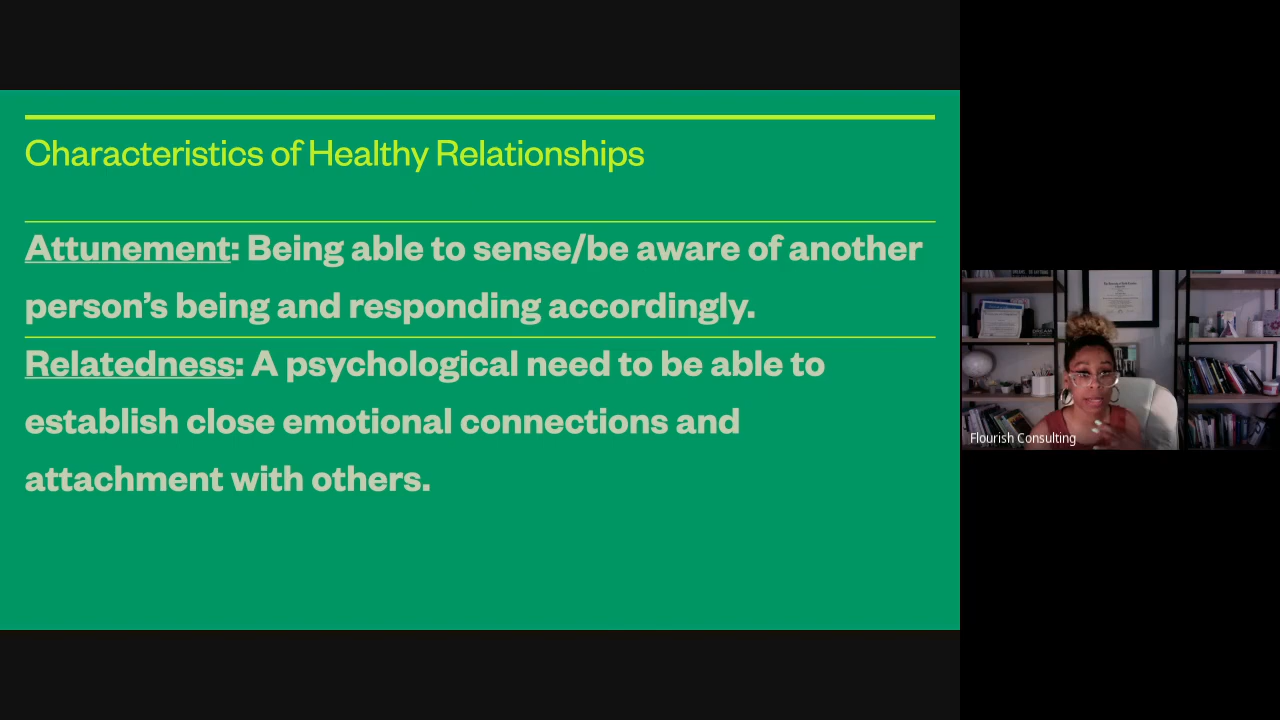 Characteristics of Healthy Relationships
Attunement: Being able to sense/be aware of another
person’s being and responding accordingly.
Relatedness: A psychological need to be able to
establish close emotional connections and
attachment with others.
Flourish Consulting